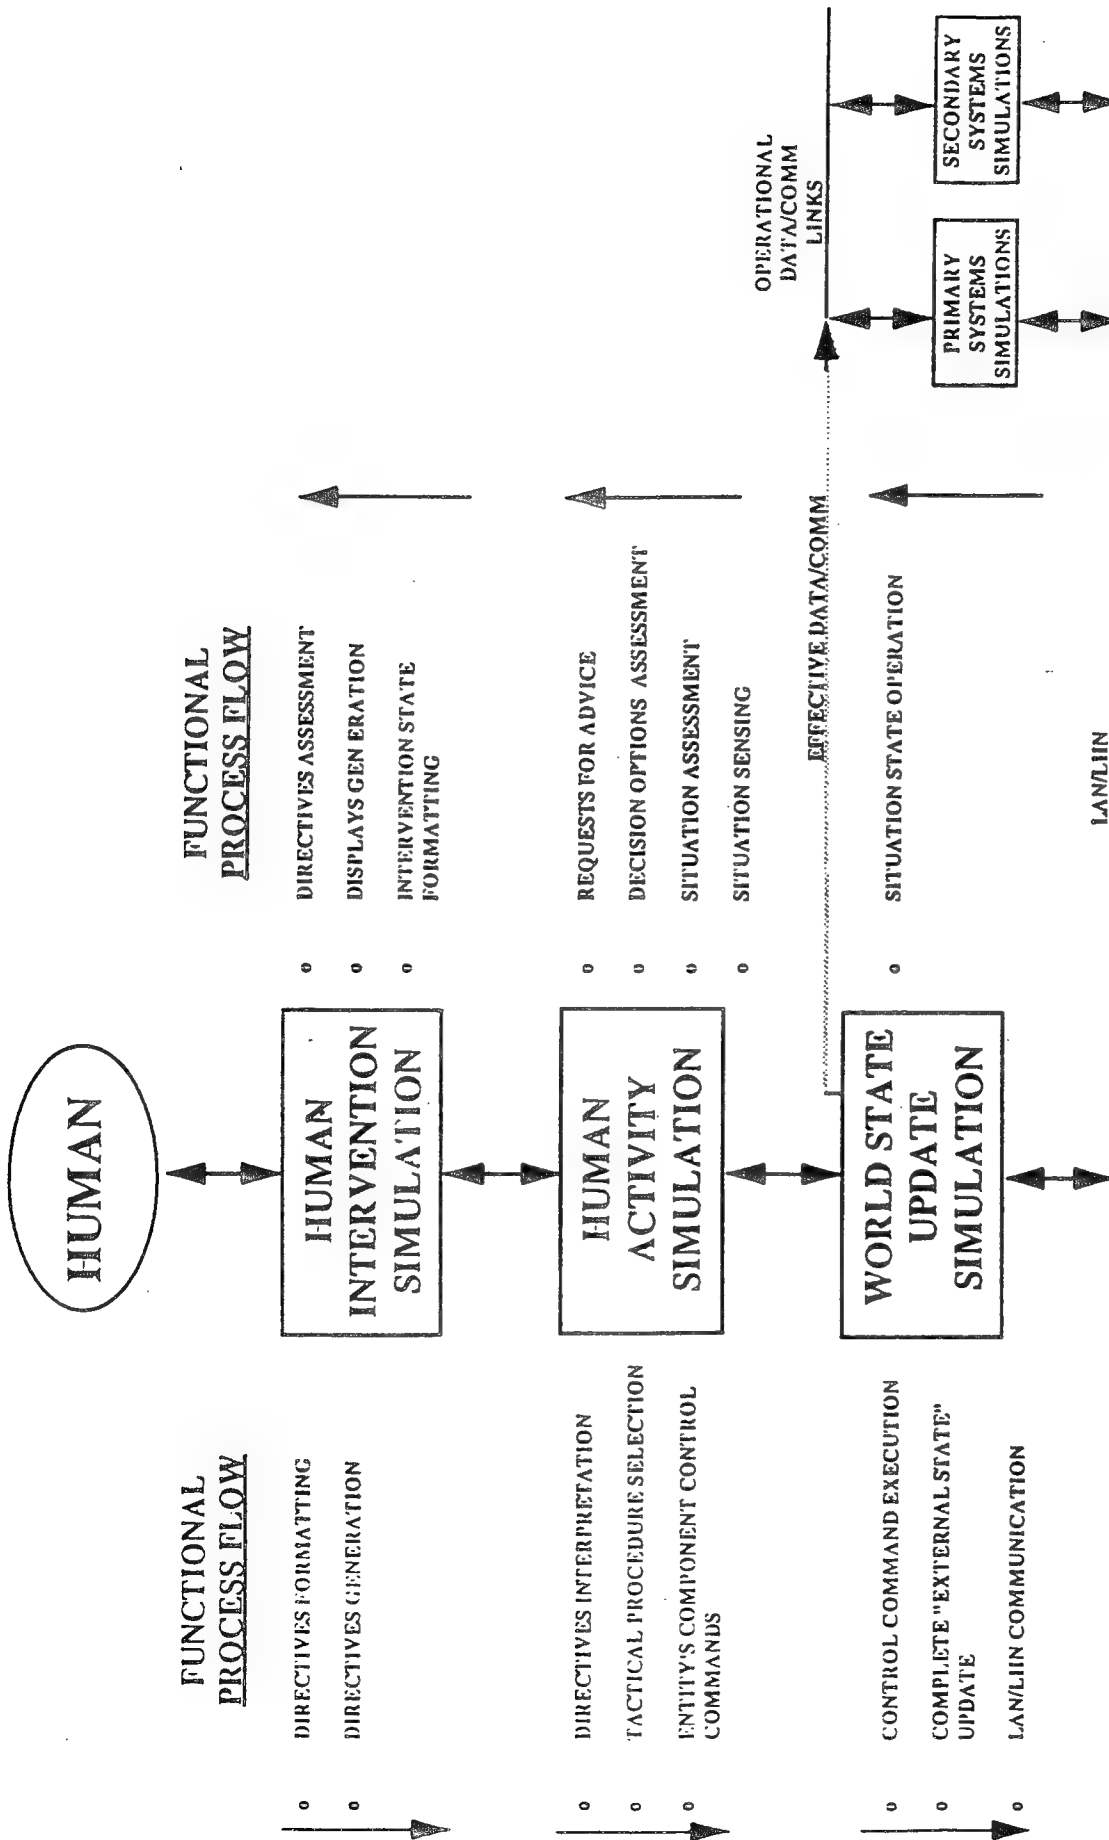 HUMAN
FUNCTIONAL
PROCESS FLOW
FUNCTIONAL
PROCESS FLOW
o DIRECTIVES FORMATTING
o DIRECTIVES GENERATION
HUMAN
INTERVENTION
SIMULATION
o DIRECTIVES ASSESSMENT
o DISPLAYS GEN ERATION
o INTERVENTION STATE
FORMATTING
o DIRECTIVES INTERPRETATION
o TACTICAL PROCEDURE SELECTION
o ENTITY'S COMPONENT CONTROL
COMMANDS
HUMAN
ACTIVITY
SIMULATION
o REQUESTS FOR ADVICE
o DECISION OPTIONS ASSESSMENT
o SITUATION ASSESSMENT
o SITUATION SENSING
OPERATIONAL
DATA/COMM
LINKS
EFFECTIVE DATA/COMM
o CONTROL COMMAND EXECUTION
o COMPLETE "EXTERNAL STATE"
UPDATE
o LAN/LIIN COMMUNICATION
WORLD STATE
UPDATE
SIMULATION
o SITUATION STATE OPERATION
PRIMARY
SYSTEMS
SIMULATIONS
SECONDARY
SYSTEMS
SIMULATIONS
LAN/LIIN